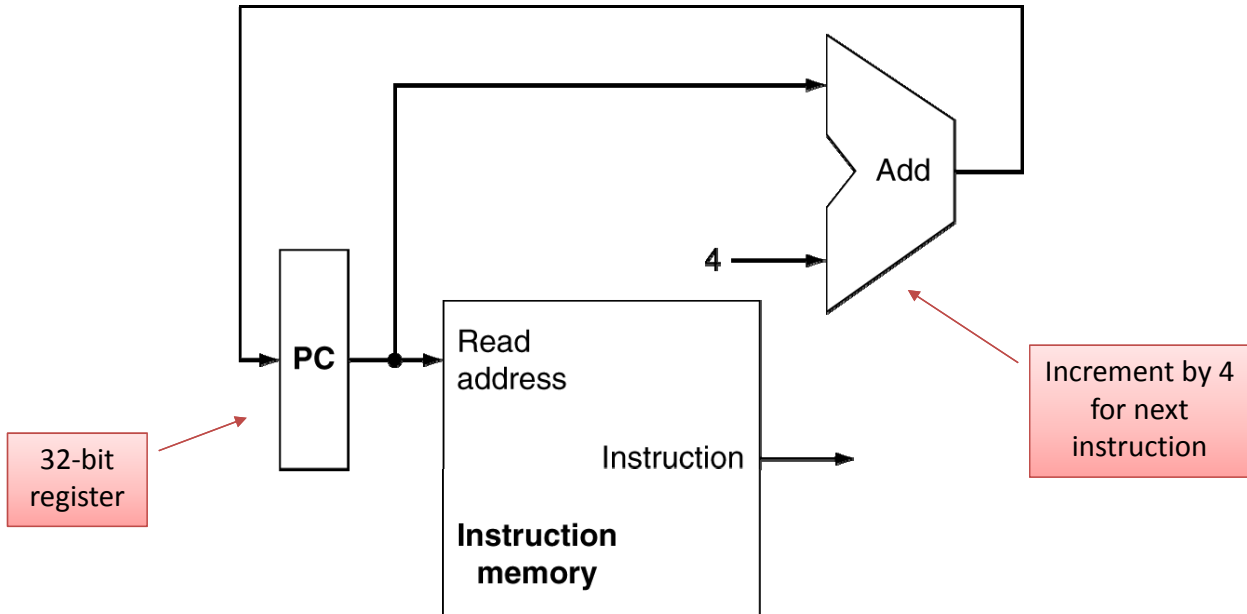 Add
4
PC
Read
address
Increment by 4
for next
instruction
32-bit
register
Instruction
Instruction
memory